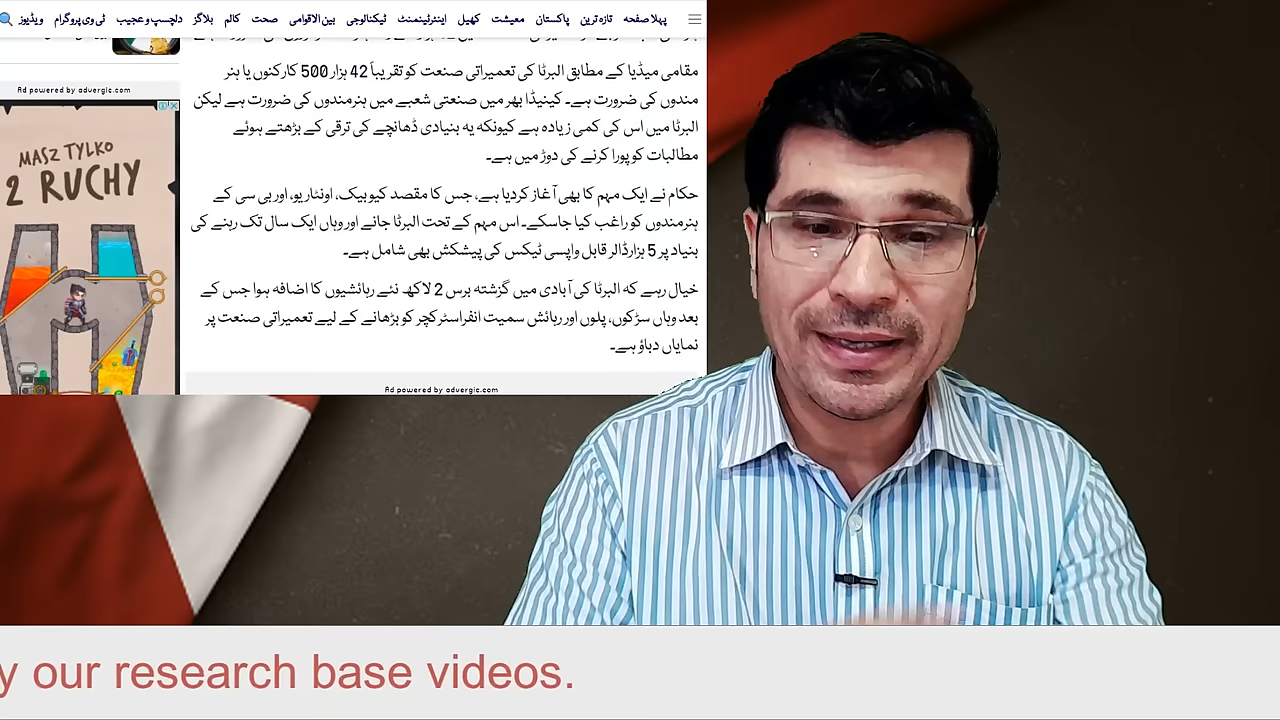 پہلا صفحہ تازہ ترین پاکستان معیشت کھیل اینٹرٹینمنٹ ٹیکنالوجی بین الاقوامی صحت کالم بلاگز دلچسپ و عجیب ٹی وی پروگرام ویڈیوز
مقامی میڈیا کے مطابق البرٹا کی تعمیراتی صنعت کو تقریباً 42 ہزار 500 کارکنوں یا ہنر
مندوں کی ضرورت ہے۔ کینیڈا بھر میں صنعتی شعبے میں ہنرمندوں کی ضرورت ہے لیکن
البرٹا میں اس کی کمی زیادہ ہے کیونکہ یہ بنیادی ڈھانچے کی ترقی کے بڑھتے ہوئے
مطالبات کو پورا کرنے کی دوڑ میں ہے۔
حکام نے ایک مہم کا بھی آغاز کردیا ہے، جس کا مقصد کیوبیک، اونٹاریو، اور بی سی کے
ہنرمندوں کو راغب کیا جاسکے۔ اس مہم کے تحت البرٹا جانے اور وہاں ایک سال تک رہنے کی
بنیاد پر 5 ہزار ڈالر قابل واپسی ٹیکس کی پیشکش بھی شامل ہے۔
خیال رہے کہ البرٹا کی آبادی میں گزشتہ برس 2 لاکھ نئے رہائشیوں کا اضافہ ہوا جس کے
بعد وہاں سڑکوں، پلوں اور رہائش سمیت انفراسٹرکچر کو بڑھانے کے لیے تعمیراتی صنعت پر
نمایاں دباؤ ہے۔
Ad powered by advergic.com
MASZ TYLKO
2 RUCHY
Ad powered by advergic.com
y our research base videos.